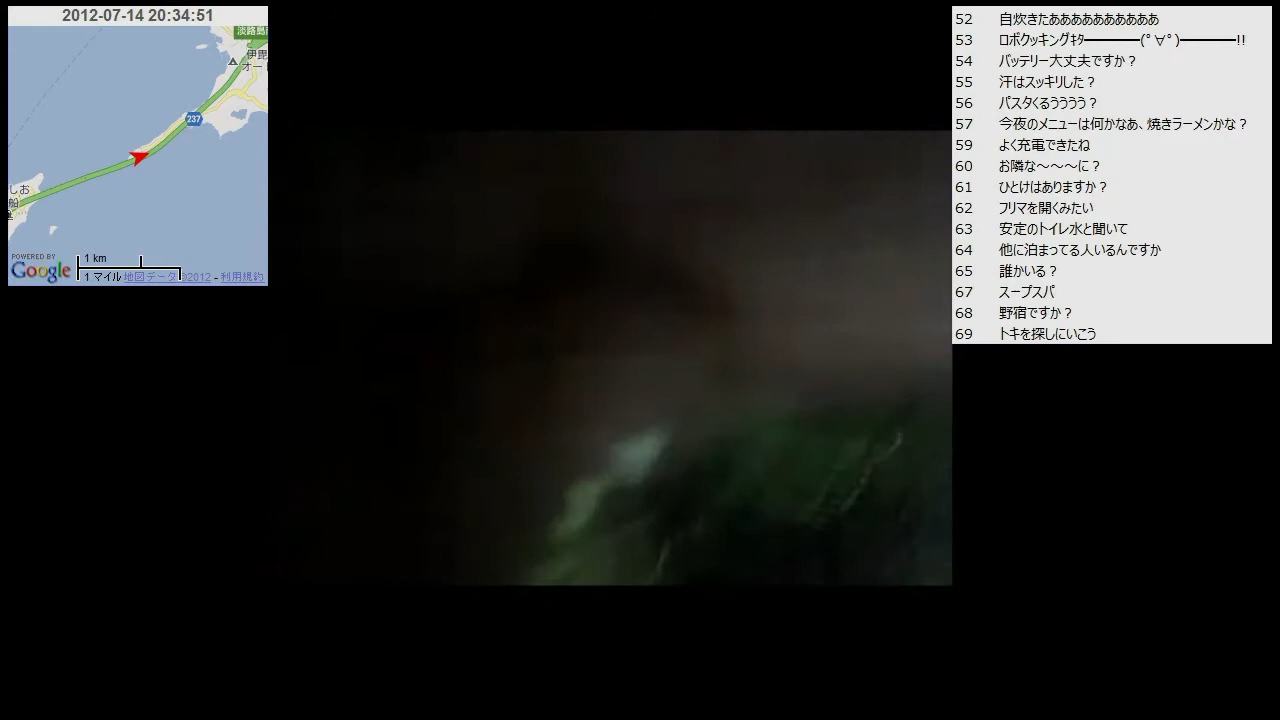 2012-07-14 20:34:51
淡路島
伊毘
オート
237
しお
船
POWERED BY
Google
1 km
1 マイル
地図データ ©2012 - 利用規約
52 自炊きたああああああああああ
53 ﾛﾎﾞｸｯｷﾝｸﾞｷﾀ━━━━━(ﾟ∀ﾟ)━━━━━!!
54 バッテリー大丈夫ですか？
55 汗はスッキリした？
56 パスタくるうううう？
57 今夜のメニューは何かなあ、焼きラーメンかな？
59 よく充電できたね
60 お隣な～～～に？
61 ひとけはありますか？
62 フリマを開くみたい
63 安定のトイレ水と聞いて
64 他に泊まってる人いるんですか
65 誰かいる？
67 スープスパ
68 野宿ですか？
69 トキを探しにいこう